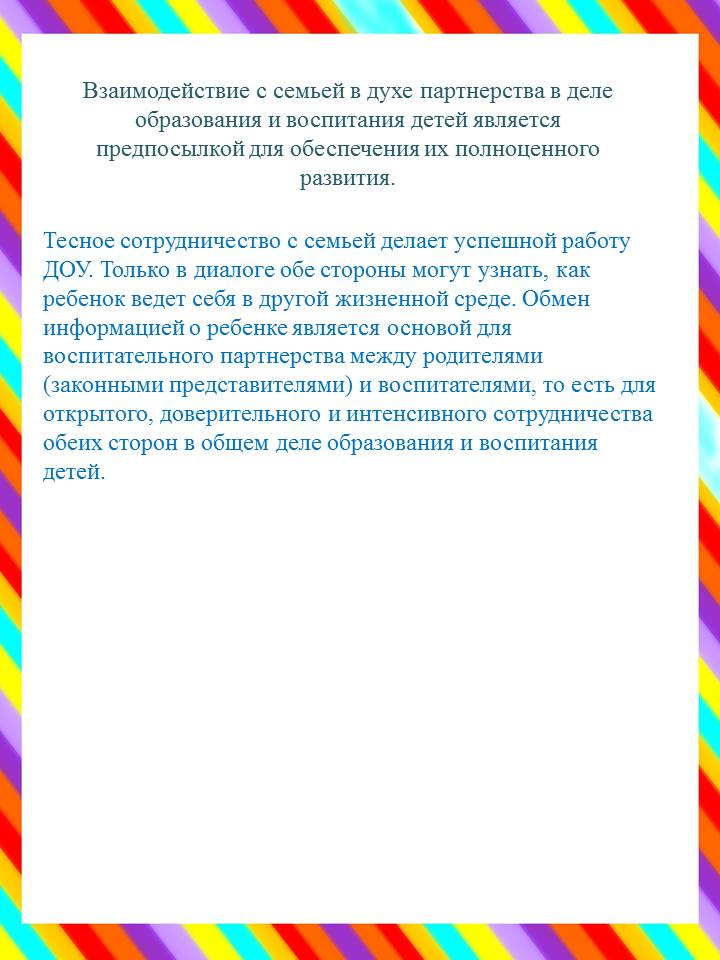 Взаимодействие с семьей в духе партнерства в деле
образования и воспитания детей является
предпосылкой для обеспечения их полноценного
развития.
Тесное сотрудничество с семьей делает успешной работу
ДОУ. Только в диалоге обе стороны могут узнать, как
ребенок ведет себя в другой жизненной среде. Обмен
информацией о ребенке является основой для
воспитательного партнерства между родителями
(законными представителями) и воспитателями, то есть для
открытого, доверительного и интенсивного сотрудничества
обеих сторон в общем деле образования и воспитания
детей.